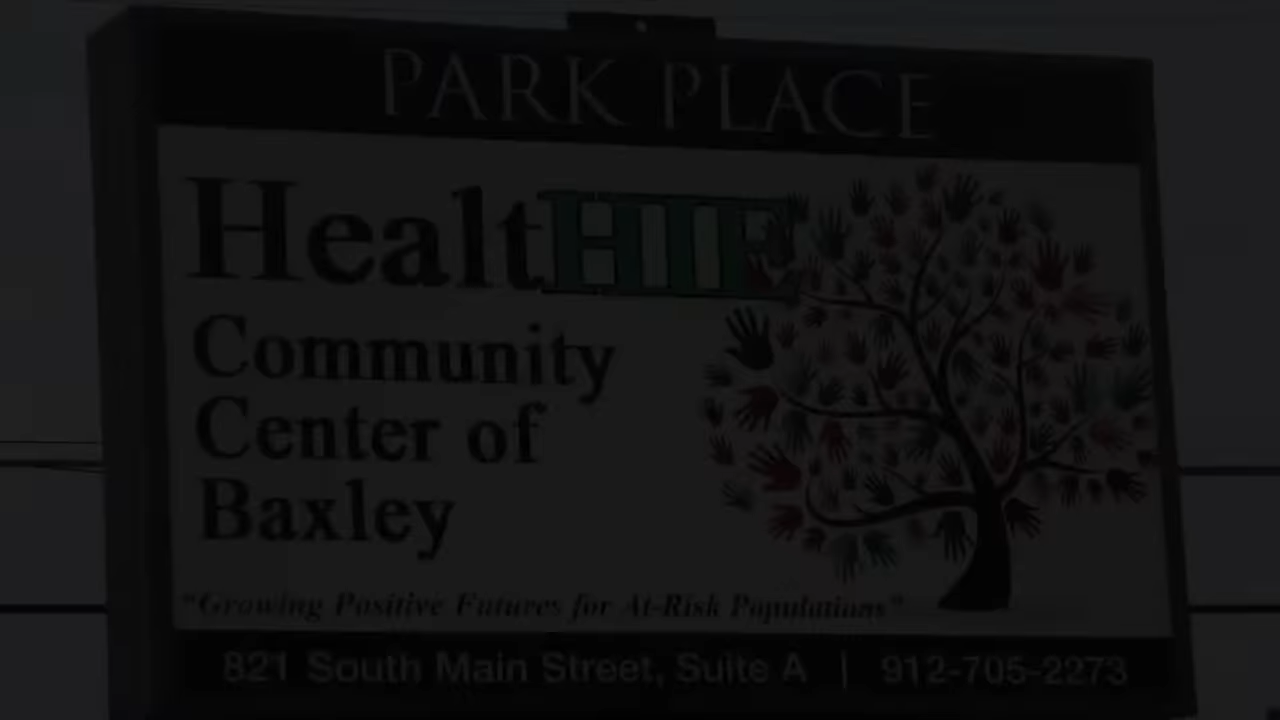 PARK PLACE
HealtHIE
Community
Center of
Baxley
"Growing Positive Futures for At-Risk Populations"
821 South Main Street, Suite A | 912-705-2273